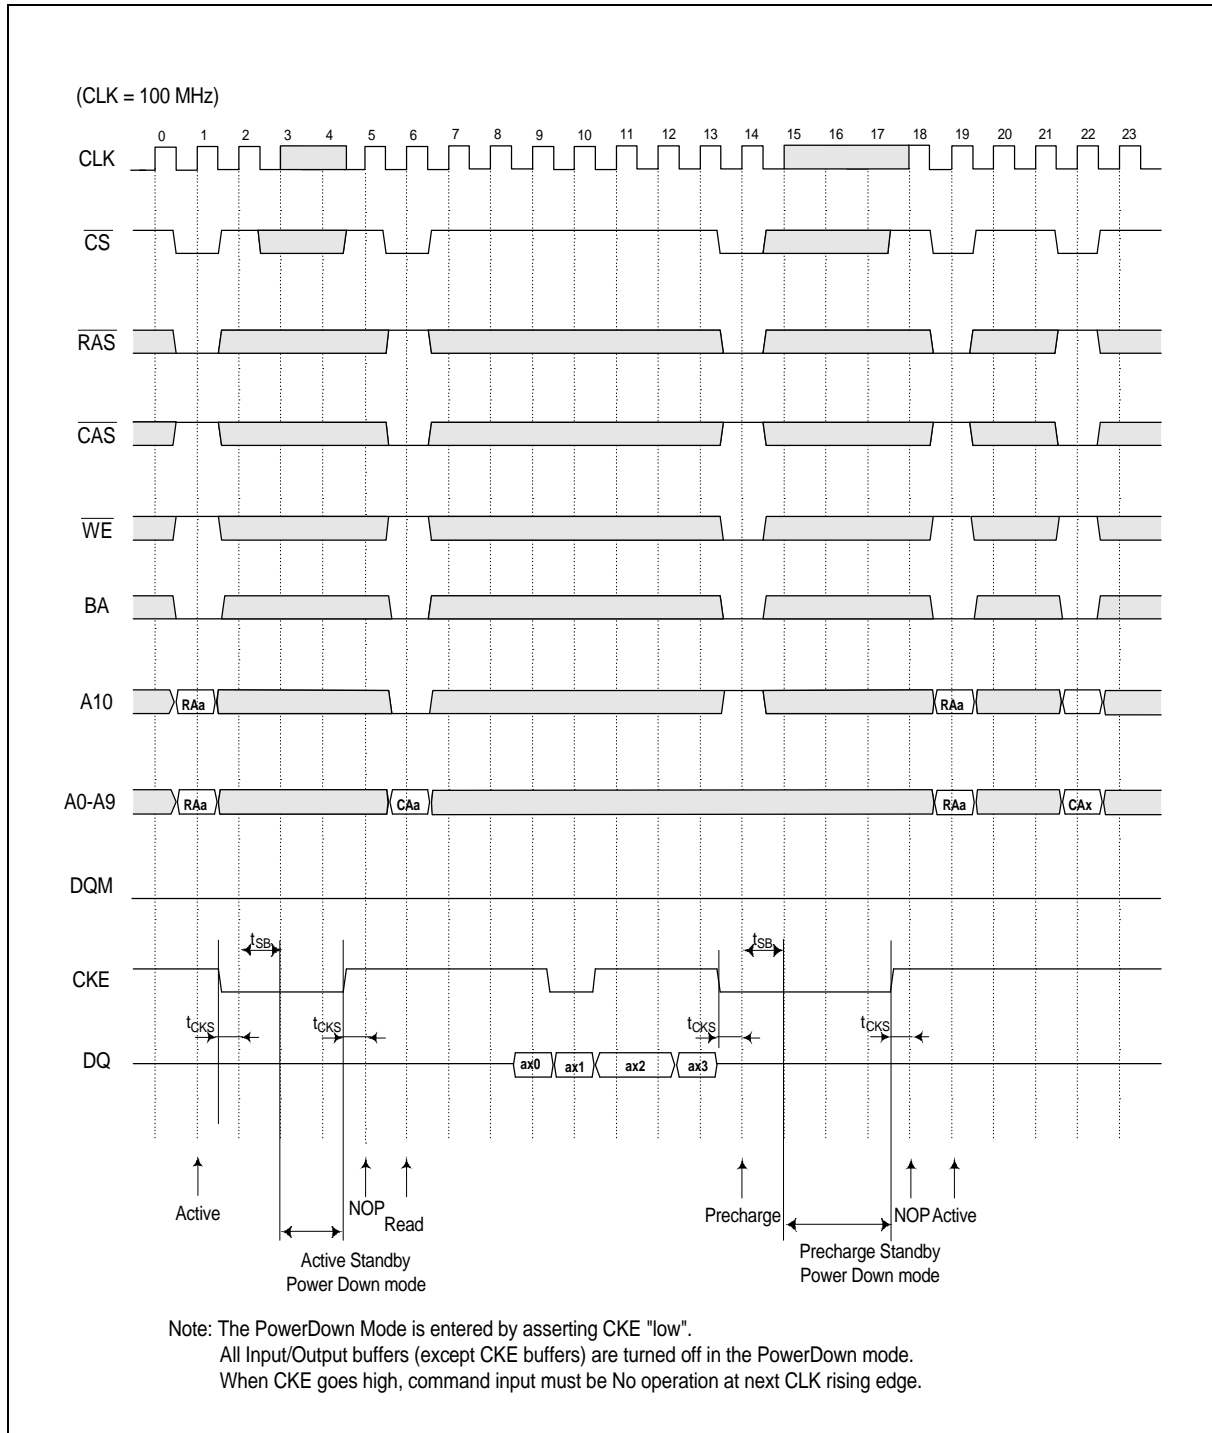 (CLK = 100 MHz)
0 1 2 3 4 5 6 7 8 9 10 11 12 13 14 15 16 17 18 19 20 21 22 23
CLK
CS
RAS
CAS
WE
BA
A10 RAa RAa
A0-A9 RAa CAa RAa CAx
DQM
tSB tSB
CKE
tCKS tCKS tCKS tCKS
DQ ax0 ax1 ax2 ax3
Active NOP Read Precharge NOP Active
Active Standby
Power Down mode
Precharge Standby
Power Down mode
Note: The PowerDown Mode is entered by asserting CKE "low".
All Input/Output buffers (except CKE buffers) are turned off in the PowerDown mode.
When CKE goes high, command input must be No operation at next CLK rising edge.